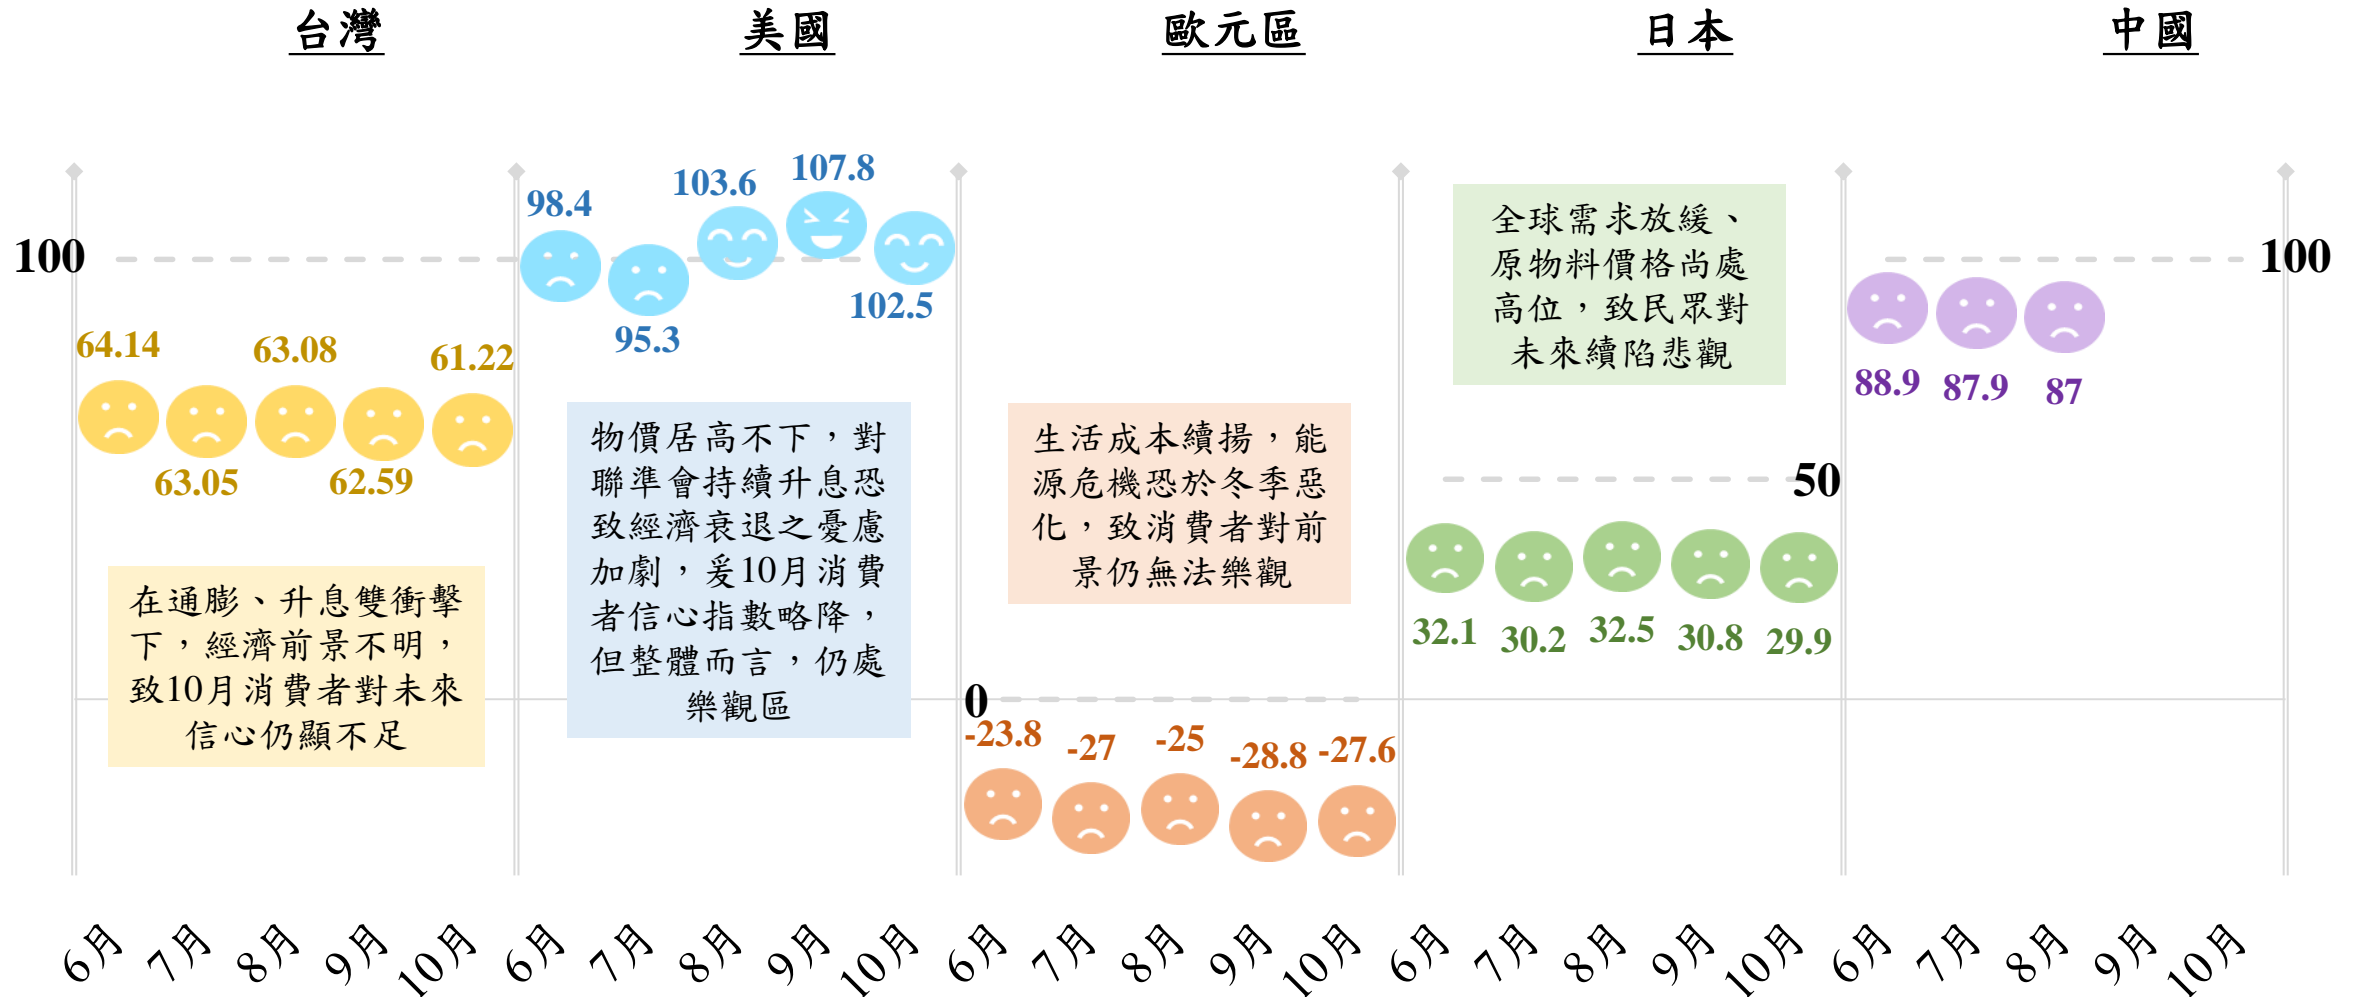 台灣
美國
歐元區
日本
中國
100
64.14
63.05
63.08
62.59
61.22
在通膨、升息雙衝擊
下，經濟前景不明，
致10月消費者對未來
信心仍顯不足
98.4
95.3
103.6
107.8
102.5
物價居高不下，對
聯準會持續升息恐
致經濟衰退之憂慮
加劇，爰10月消費
者信心指數略降，
但整體而言，仍處
樂觀區
生活成本續揚，能
源危機恐於冬季惡
化，致消費者對前
景仍無法樂觀
0
-23.8
-27
-25
-28.8
-27.6
全球需求放緩、
原物料價格尚處
高位，致民眾對
未來續陷悲觀
50
32.1
30.2
32.5
30.8
29.9
100
88.9
87.9
87
6月
7月
8月
9月
10月
6月
7月
8月
9月
10月
6月
7月
8月
9月
10月
6月
7月
8月
9月
10月
6月
7月
8月
9月
10月